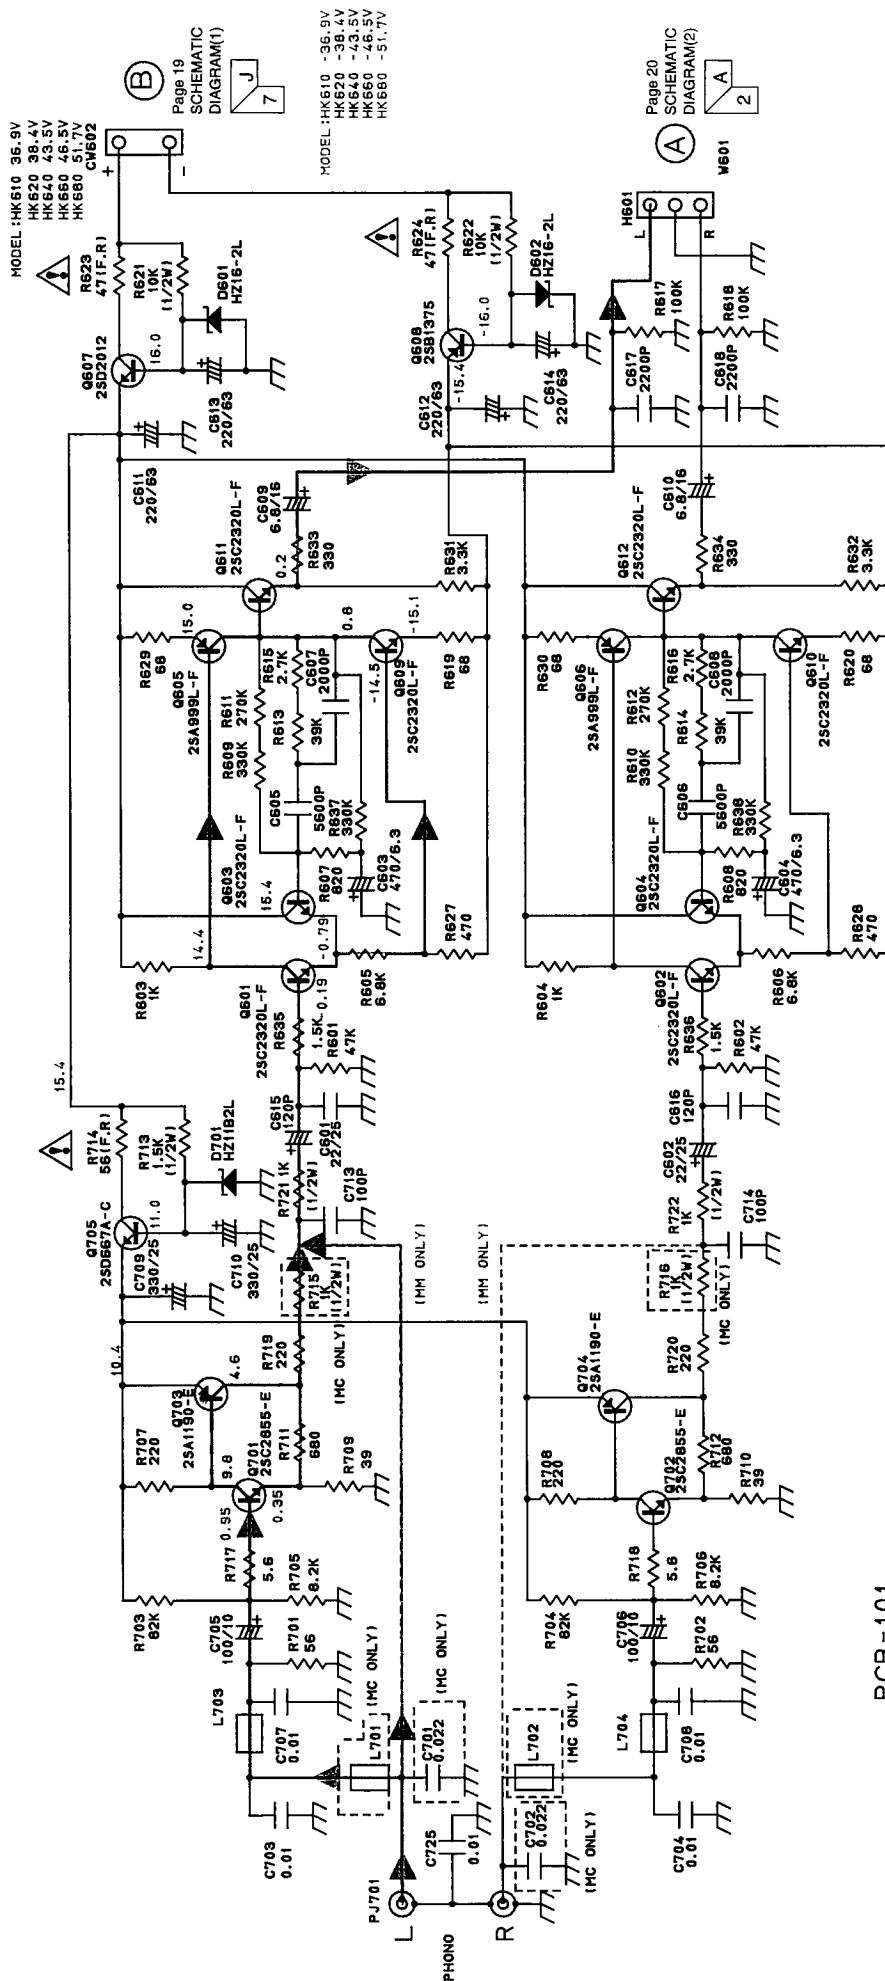 MODEL :HK610 36.9V
HK620 38.4V
HK640 43.5V
HK660 46.5V
HK680 51.7V
CW602
+
-
B
Page 19
SCHEMATIC
DIAGRAM(1)
J
7
MODEL :HK610 -36.9V
HK620 -38.4V
HK640 -43.5V
HK660 -46.5V
HK680 -51.7V
Page 20
SCHEMATIC
DIAGRAM(2)
A
2
A
W601
H601
L
R
R623
47(F.R)
R621
10K
(1/2W)
D601
HZ16-2L
Q607
2SD2012
16.0
C613
220/63
C611
220/63
R624
47(F.R)
R622
10K
(1/2W)
D602
HZ16-2L
Q608
2SB1375
-16.0
-15.4
C612
220/63
C614
220/63
R617
100K
R618
100K
C617
2200P
C618
2200P
Q611
2SC2320L-F
0.2
C609
6.8/16
R633
330
R631
3.3K
R629
68
15.0
Q605
2SA999L-F
R611
270K
R609
330K
R615
2.7K
R613
39K
C607
2000P
0.8
-14.5
-15.1
Q609
2SC2320L-F
R619
68
C605
5600P
R637
330K
Q603
2SC2320L-F
15.4
R607
820
C603
470/6.3
R627
470
R603
1K
14.4
-0.79
Q601
2SC2320L-F
0.19
R605
6.8K
R635
1.5K
R601
47K
C615
120P
C601
22/25
Q612
2SC2320L-F
C610
6.8/16
R634
330
R632
3.3K
R630
68
Q606
2SA999L-F
R612
270K
R610
330K
R616
2.7K
R614
39K
C608
2000P
Q610
2SC2320L-F
R620
68
C606
5600P
R638
330K
Q604
2SC2320L-F
R608
820
C604
470/6.3
R628
470
R604
1K
Q602
2SC2320L-F
R606
6.8K
R636
1.5K
R602
47K
C616
120P
C602
22/25
15.4
R714
56(F.R)
R713
1.5K
(1/2W)
D701
HZ11B2L
Q705
2SD667A-C
11.0
C709
330/25
C710
330/25
R721 1K
(1/2W)
C713
100P
R715
1K
(1/2W)
(MC ONLY)
(MM ONLY)
(MM ONLY)
R722
1K
(1/2W)
C714
100P
R716
1K
(1/2W)
(MC ONLY)
10.4
Q703
2SA1190-E
4.6
R719
220
R707
220
9.8
Q701
2SC2855-E
R711
680
R709
39
0.95
0.35
R717
5.6
R705
8.2K
R703
82K
C705
100/10
R701
56
L703
C707
0.01
(MC ONLY)
L701
C701
0.022
(MC ONLY)
C703
0.01
Q704
2SA1190-E
R720
220
R708
220
Q702
2SC2855-E
R712
680
R710
39
R718
5.6
R706
8.2K
R704
82K
C706
100/10
R702
56
L704
C708
0.01
L702
(MC ONLY)
C702
0.022
(MC ONLY)
C704
0.01
C725
0.01
PJ701
L
R
PHONO
PCB-101